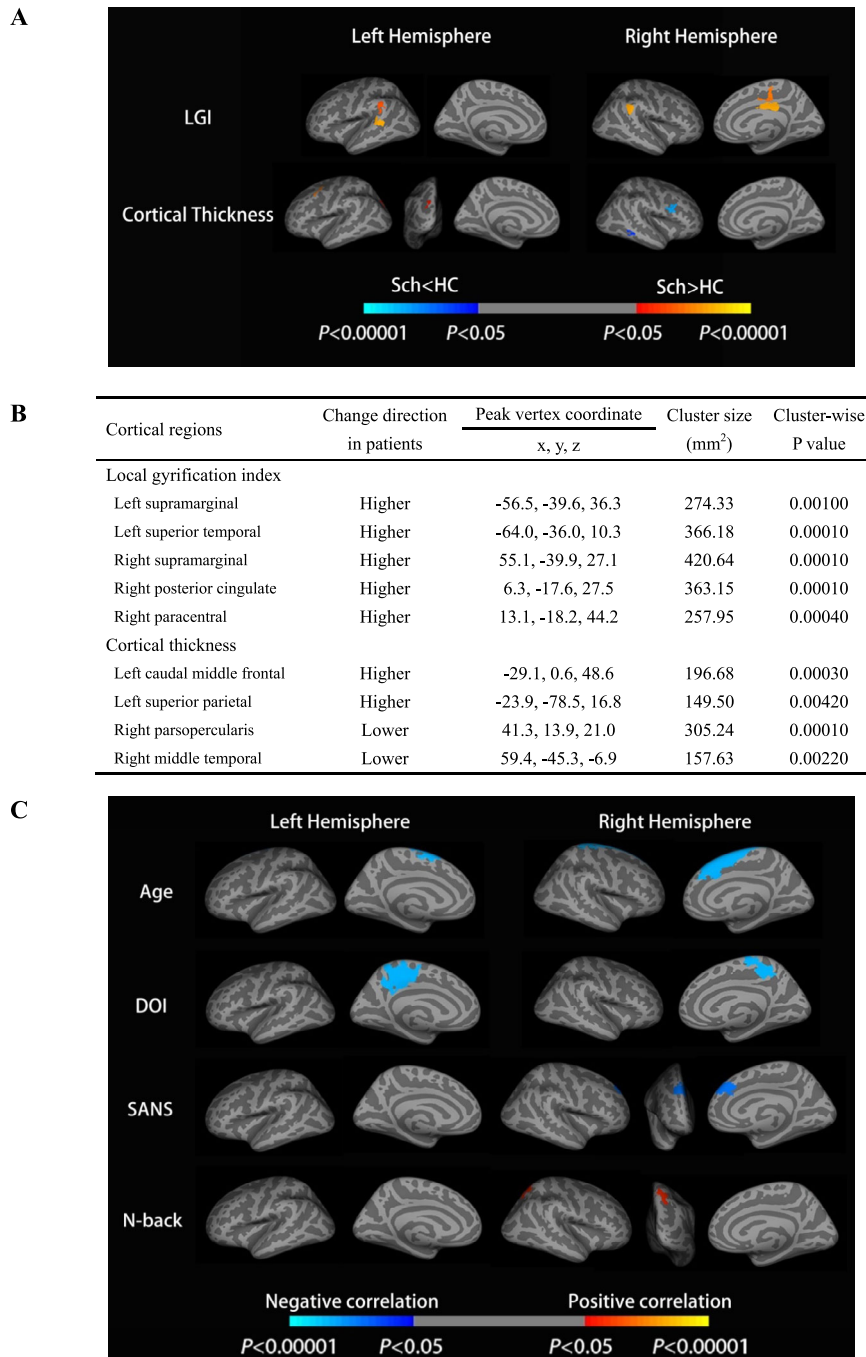 A
Left Hemisphere Right Hemisphere
LGI
Cortical Thickness
Sch<HC Sch>HC
P<0.00001 P<0.05 P<0.05 P<0.00001
B
Cortical regions Change direction in patients Peak vertex coordinate x, y, z Cluster size (mm²) Cluster-wise P value
Local gyrification index
Left supramarginal Higher -56.5, -39.6, 36.3 274.33 0.00100
Left superior temporal Higher -64.0, -36.0, 10.3 366.18 0.00010
Right supramarginal Higher 55.1, -39.9, 27.1 420.64 0.00010
Right posterior cingulate Higher 6.3, -17.6, 27.5 363.15 0.00010
Right paracentral Higher 13.1, -18.2, 44.2 257.95 0.00040
Cortical thickness
Left caudal middle frontal Higher -29.1, 0.6, 48.6 196.68 0.00030
Left superior parietal Higher -23.9, -78.5, 16.8 149.50 0.00420
Right parsopercularis Lower 41.3, 13.9, 21.0 305.24 0.00010
Right middle temporal Lower 59.4, -45.3, -6.9 157.63 0.00220
C
Left Hemisphere Right Hemisphere
Age
DOI
SANS
N-back
Negative correlation Positive correlation
P<0.00001 P<0.05 P<0.05 P<0.00001